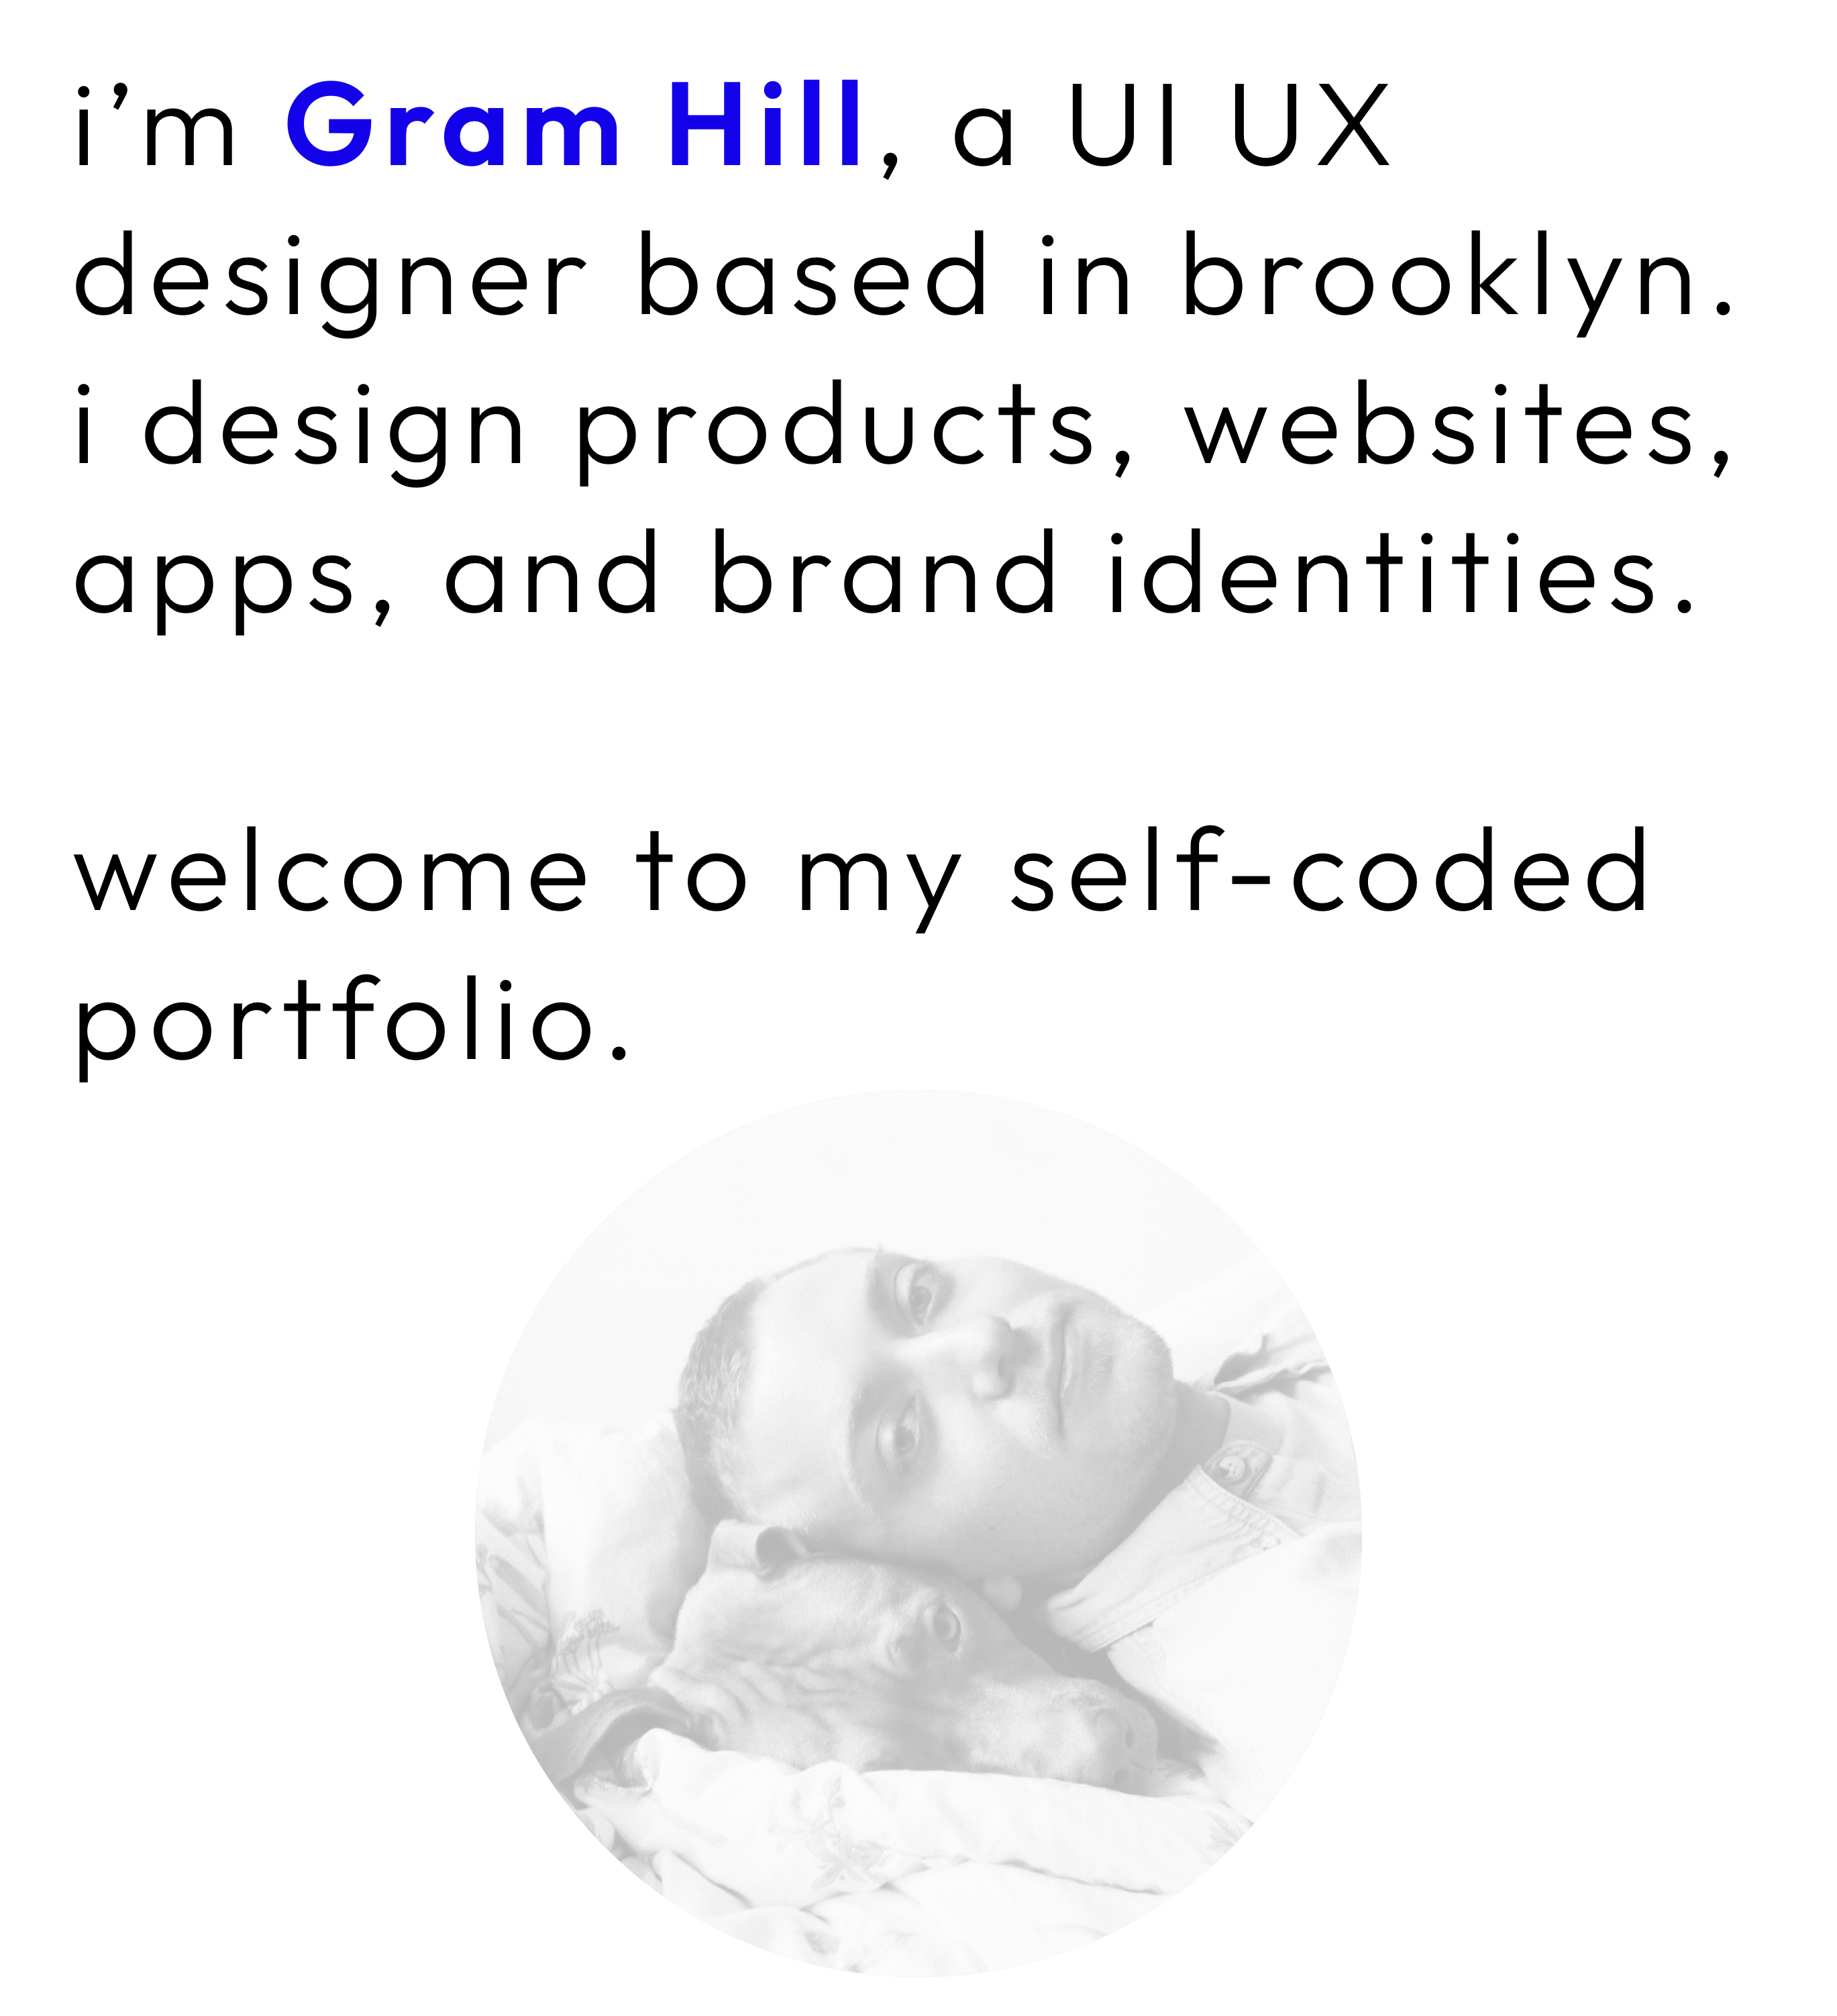 i’m Gram Hill, a UI UX
designer based in brooklyn.
i design products, websites,
apps, and brand identities.
welcome to my self-coded
portfolio.